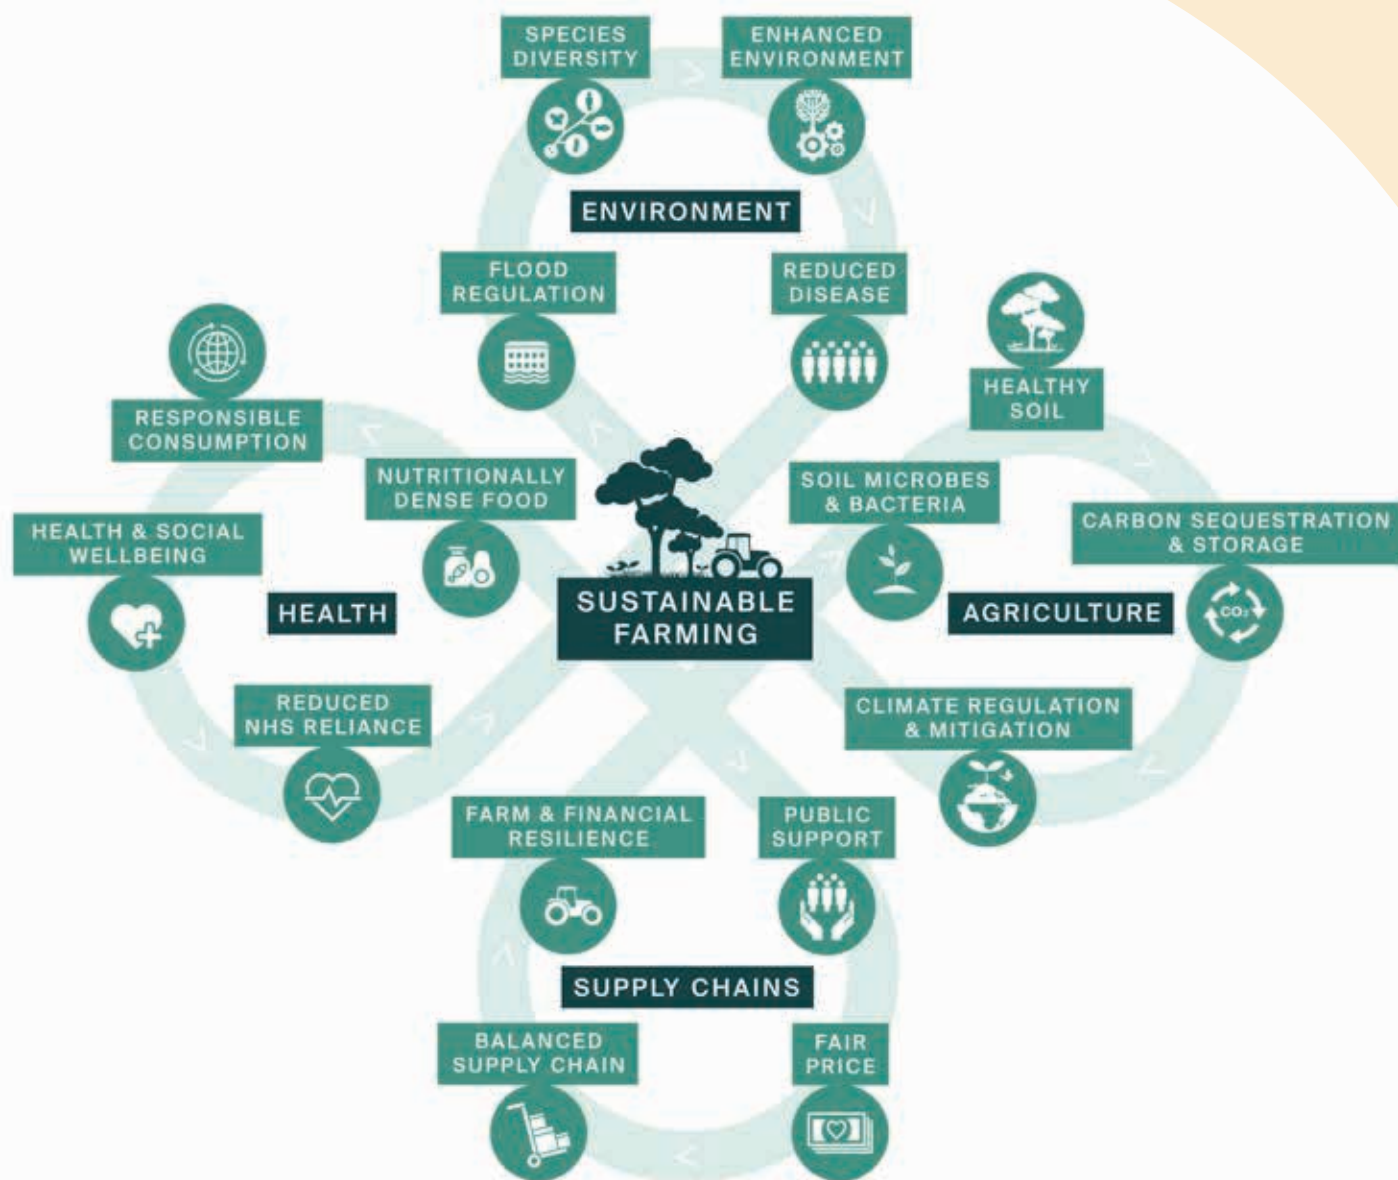 SPECIES
DIVERSITY
ENHANCED
ENVIRONMENT
ENVIRONMENT
FLOOD
REGULATION
REDUCED
DISEASE
HEALTHY
SOIL
RESPONSIBLE
CONSUMPTION
NUTRITIONALLY
DENSE FOOD
SOIL MICROBES
& BACTERIA
CARBON SEQUESTRATION
& STORAGE
HEALTH & SOCIAL
WELLBEING
HEALTH
SUSTAINABLE
FARMING
AGRICULTURE
CO₂
REDUCED
NHS RELIANCE
CLIMATE REGULATION
& MITIGATION
FARM & FINANCIAL
RESILIENCE
PUBLIC
SUPPORT
SUPPLY CHAINS
BALANCED
SUPPLY CHAIN
FAIR
PRICE